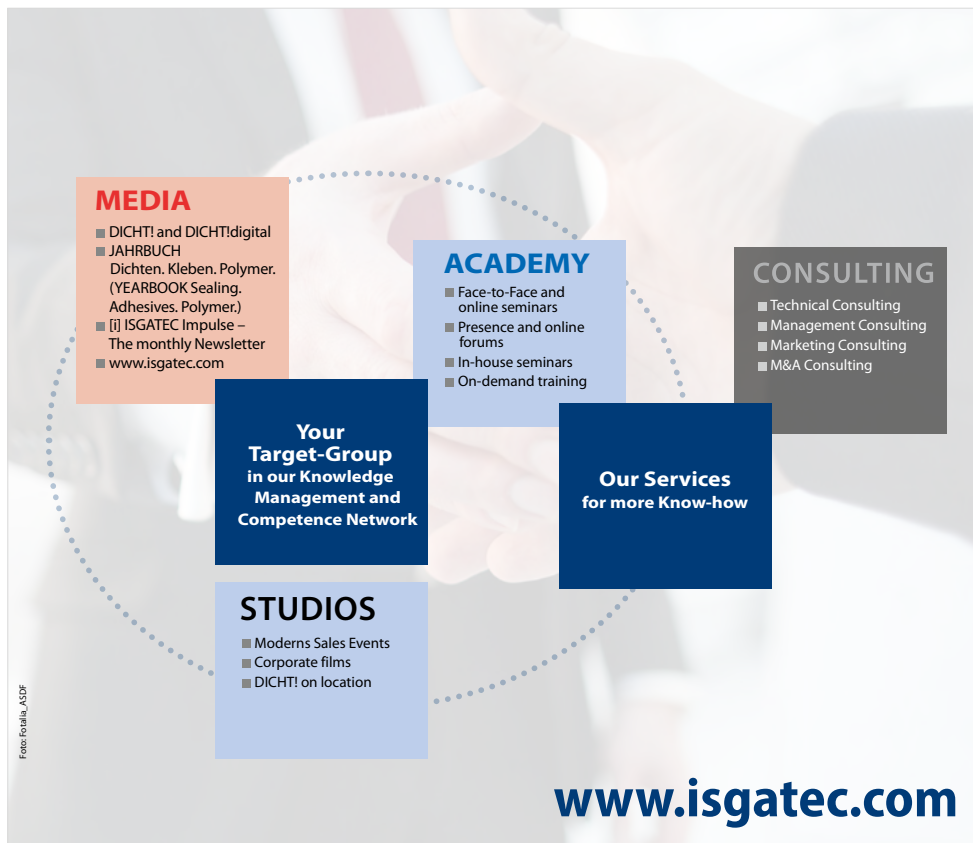 MEDIA
DICHT! and DICHT!digital
JAHRBUCH
Dichten. Kleben. Polymer.
(YEARBOOK Sealing.
Adhesives. Polymer.)
[i] ISGATEC Impulse –
The monthly Newsletter
www.isgatec.com
ACADEMY
Face-to-Face and
online seminars
Presence and online
forums
In-house seminars
On-demand training
CONSULTING
Technical Consulting
Management Consulting
Marketing Consulting
M&A Consulting
Your
Target-Group
in our Knowledge
Management and
Competence Network
Our Services
for more Know-how
STUDIOS
Moderns Sales Events
Corporate films
DICHT! on location
Foto: Fotalia_ASDF
www.isgatec.com